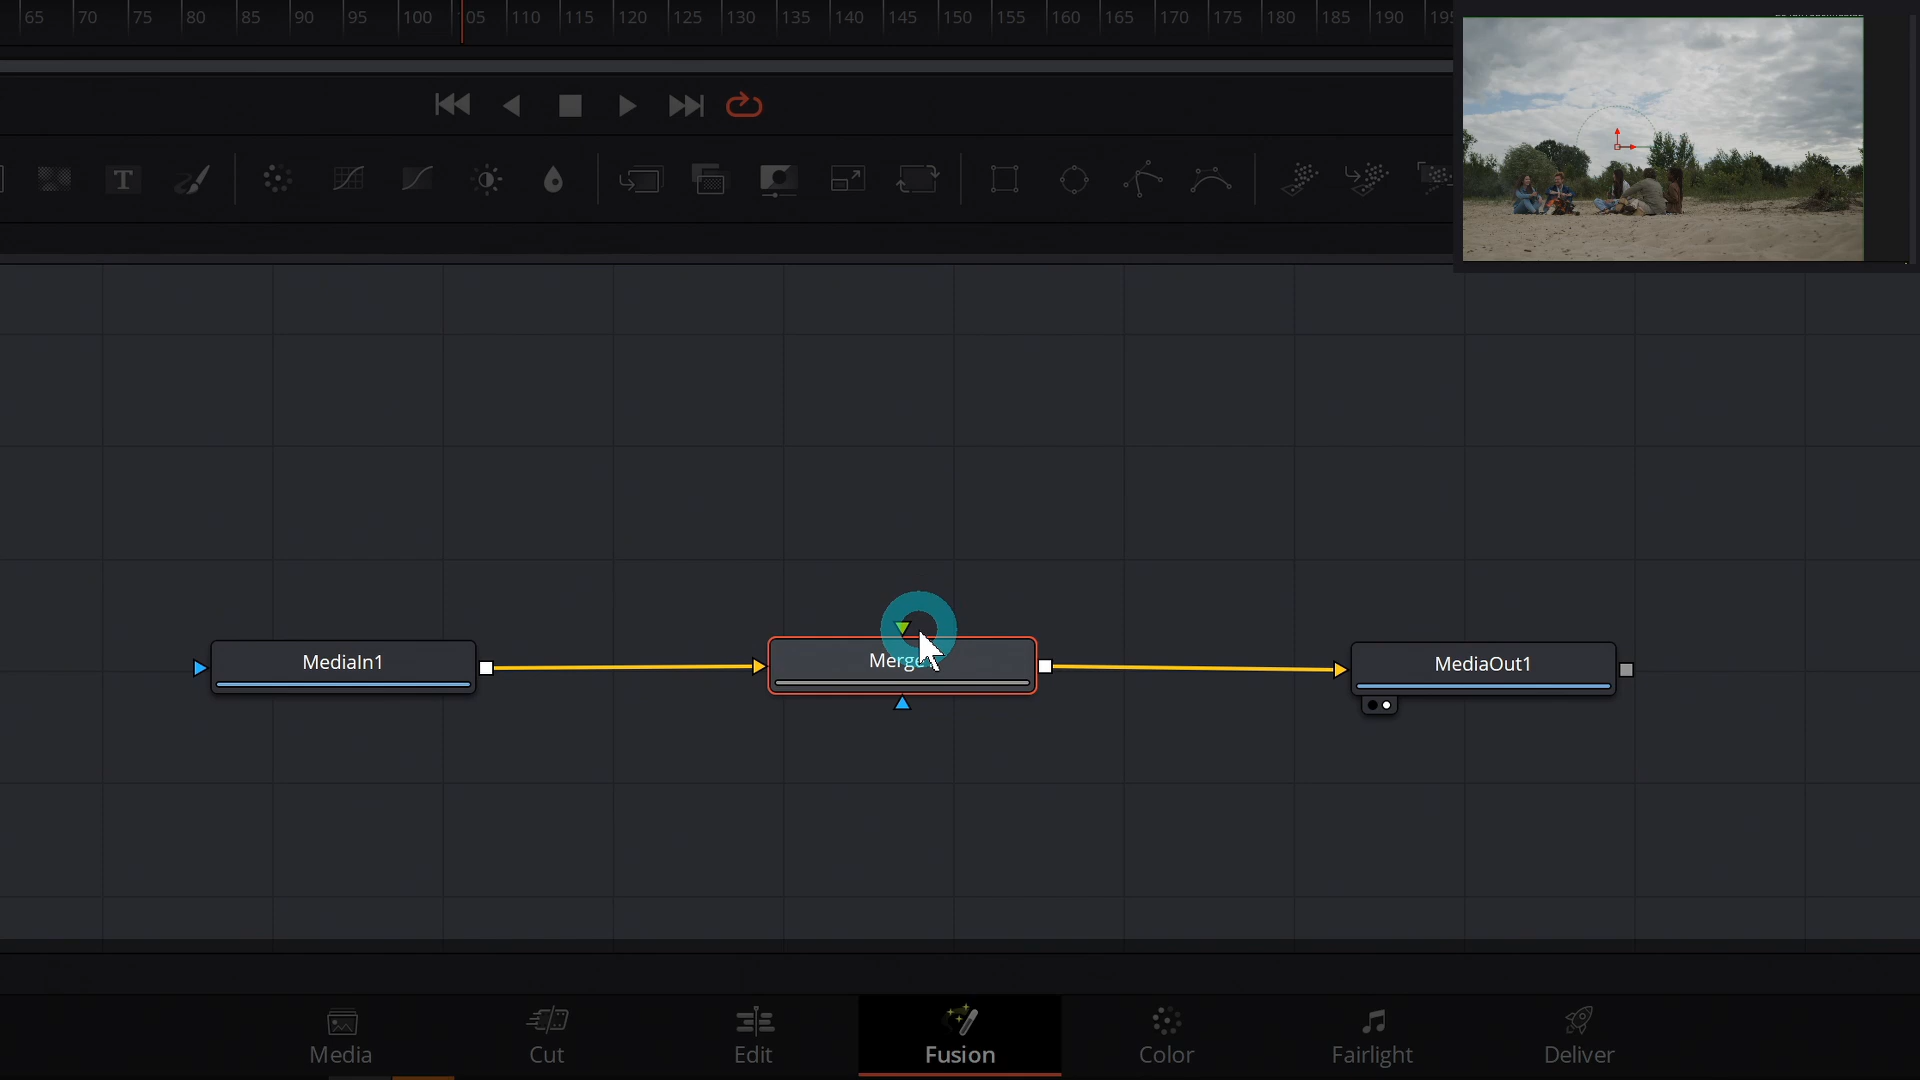 65 70 75 80 85 90 95 100 05 110 115 120 125 130 135 140 145 150 155 160 165 170 175 180 185 190 195
T
MediaIn1 Merge MediaOut1
Media Cut Edit Fusion Color Fairlight Deliver